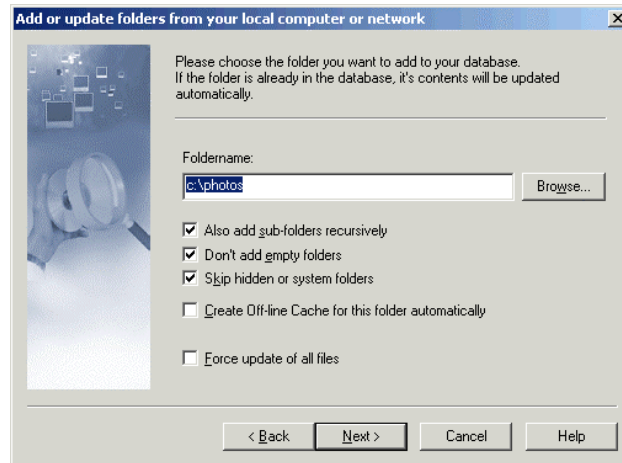 Add or update folders from your local computer or network
Please choose the folder you want to add to your database.
If the folder is already in the database, it's contents will be updated
automatically.
Foldername:
c:\photos
Browse...
Also add sub-folders recursively
Don't add empty folders
Skip hidden or system folders
Create Off-line Cache for this folder automatically
Force update of all files
< Back
Next >
Cancel
Help